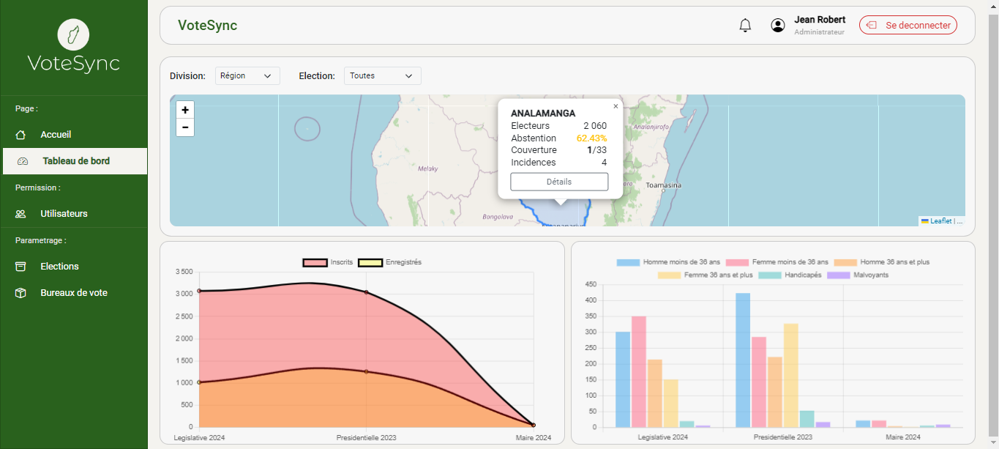 VoteSync
Page :
Accueil
Tableau de bord
Permission :
Utilisateurs
Parametrage :
Elections
Bureaux de vote
VoteSync
Jean Robert
Administrateur
Se deconnecter
Division: Région Election: Toutes
+
−
ANALAMANGA ×
Electeurs 2 060
Abstention 62.43%
Couverture 1/33
Incidences 4
Détails
Analanjirofo
Melaky
Toamasina
Bongolava
Leaflet | ...
Inscrits Enregistrés
3 500
3 000
2 500
2 000
1 500
1 000
500
0
Legislative 2024 Presidentielle 2023 Maire 2024
Homme moins de 36 ans Femme moins de 36 ans Homme 36 ans et plus
Femme 36 ans et plus Handicapés Malvoyants
450
400
350
300
250
200
150
100
50
0
Legislative 2024 Presidentielle 2023 Maire 2024